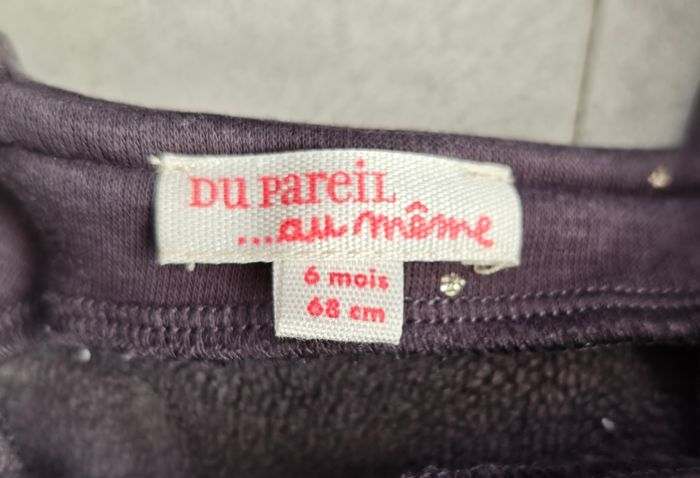 DU PAREIL
...au même
6 mois
68 cm